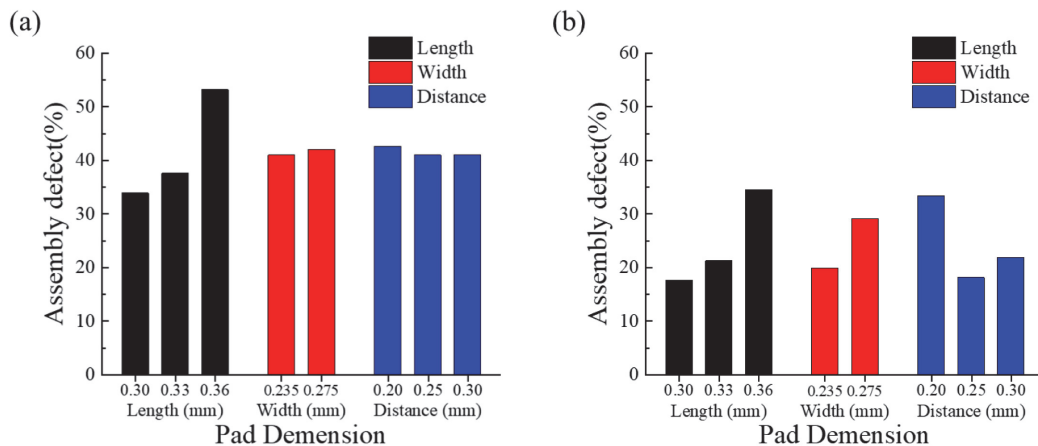 (a)
Assembly defect(%)
60
50
40
30
20
10
0
Length
Width
Distance
0.30 0.33 0.36 0.235 0.275 0.20 0.25 0.30
Length (mm) Width (mm) Distance (mm)
Pad Demension
(b)
Assembly defect(%)
60
50
40
30
20
10
0
Length
Width
Distance
0.30 0.33 0.36 0.235 0.275 0.20 0.25 0.30
Length (mm) Width (mm) Distance (mm)
Pad Demension